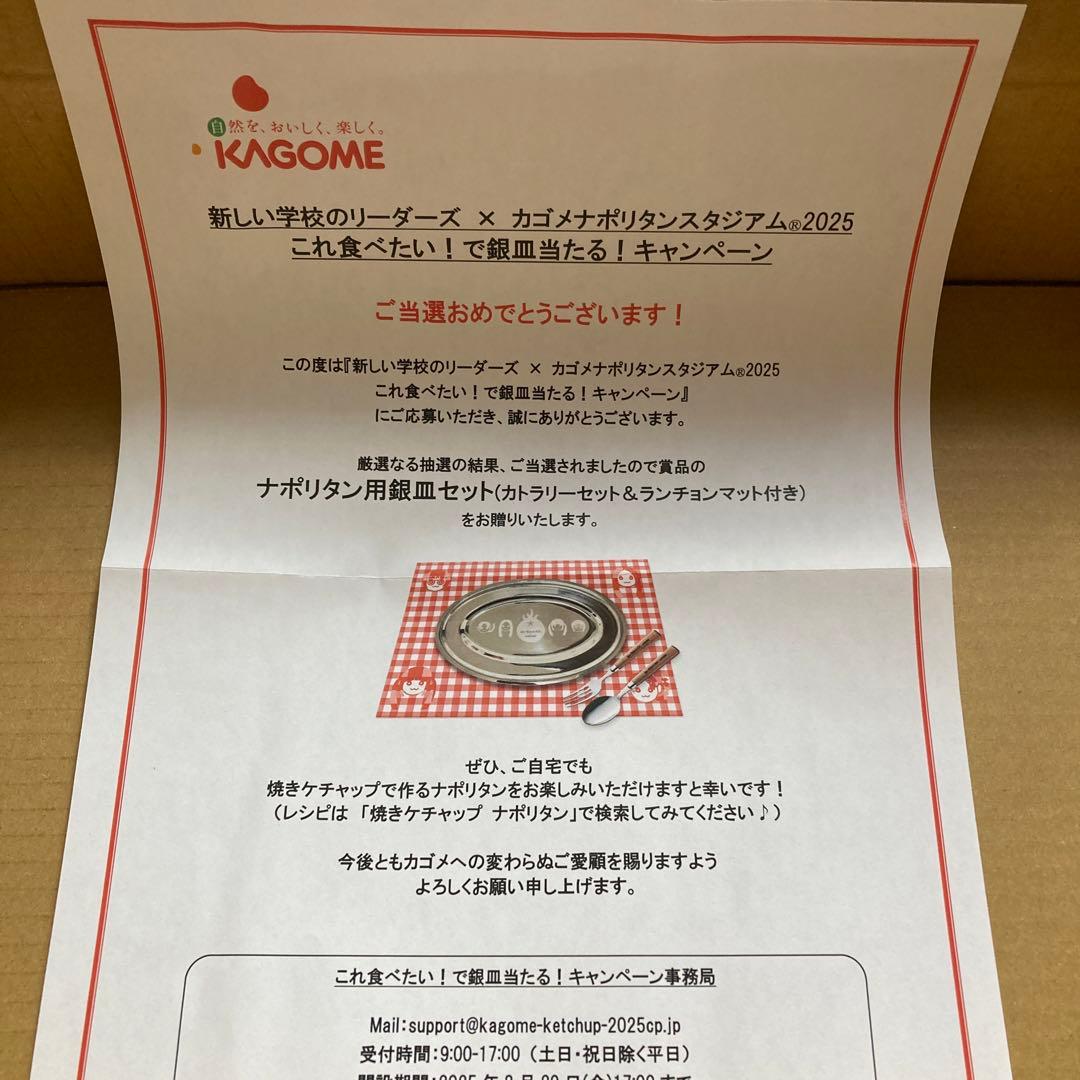 自然を、おいしく、楽しく。
KAGOME
新しい学校のリーダーズ × カゴメナポリタンスタジアム®2025
これ食べたい！で銀皿当たる！キャンペーン
ご当選おめでとうございます！
この度は『新しい学校のリーダーズ × カゴメナポリタンスタジアム®2025
これ食べたい！で銀皿当たる！キャンペーン』
にご応募いただき、誠にありがとうございます。
厳選なる抽選の結果、ご当選されましたので賞品の
ナポリタン用銀皿セット（カトラリーセット＆ランチョンマット付き）
をお贈りいたします。
ぜひ、ご自宅でも
焼きケチャップで作るナポリタンをお楽しみいただけますと幸いです！
（レシピは 「焼きケチャップ ナポリタン」で検索してみてください♪）
今後ともカゴメへの変わらぬご愛顧を賜りますよう
よろしくお願い申し上げます。
これ食べたい！で銀皿当たる！キャンペーン事務局
Mail：support@kagome-ketchup-2025cp.jp
受付時間：9:00-17:00 （土日・祝日除く平日）